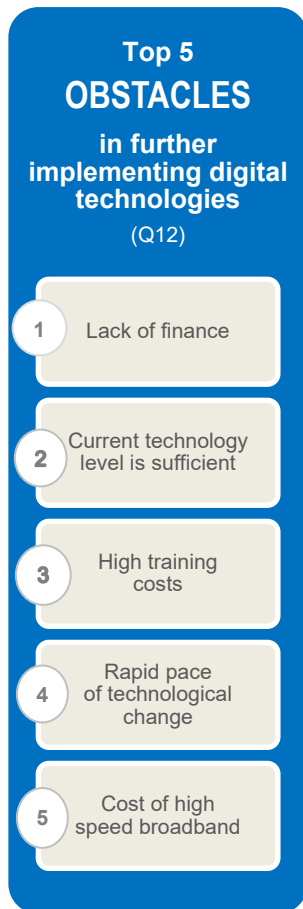 Top 5
OBSTACLES
in further
implementing digital
technologies
(Q12)
1
Lack of finance
2
Current technology
level is sufficient
3
High training
costs
4
Rapid pace
of technological
change
5
Cost of high
speed broadband